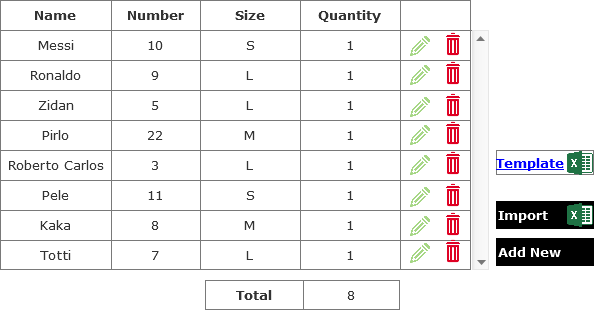 Name Number Size Quantity
Messi 10 S 1
Ronaldo 9 L 1
Zidan 5 L 1
Pirlo 22 M 1
Roberto Carlos 3 L 1
Template
Pele 11 S 1
Import
Kaka 8 M 1
Totti 7 L 1
Add New
Total 8